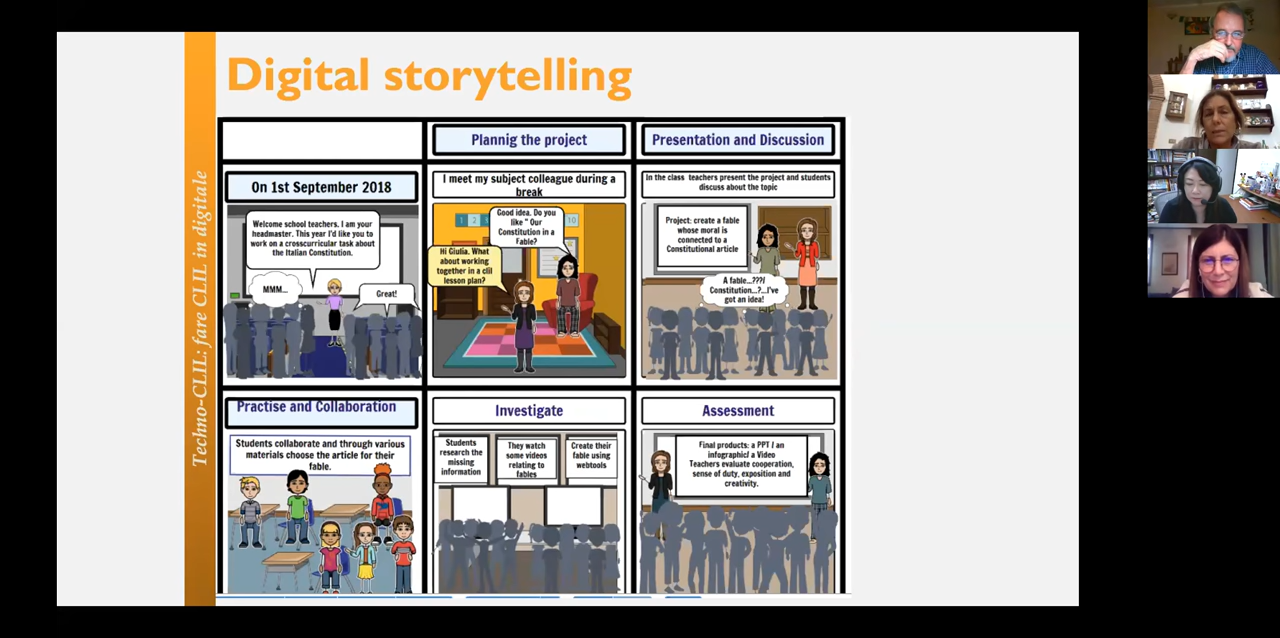 Digital storytelling
Techno-CLIL: fare CLIL in digitale
Plannig the project
Presentation and Discussion
On 1st September 2018
Welcome school teachers. I am your
headmaster. This year I'd like you to
work on a crosscurricular task about
the Italian Constitution.
MMM...
Great!
I meet my subject colleague during a
break
Good idea. Do you
like " Our
Constitution in a
Fable?
Hi Giulia. What
about working
together in a clil
lesson plan?
1 2 3
10
In the class teachers present the project and students
discuss about the topic
Project: create a fable
whose moral is
connected to a
Constitutional article
A fable...???/
Constitution...?...I've
got an idea!
Practise and Collaboration
Students collaborate and through various
materials choose the article for their
fable.
Investigate
Students
research the
missing
information
They watch
some videos
relating to
fables
Create their
fable using
webtools
Assessment
Final products: a PPT / an
infographic/ a Video
Teachers evaluate cooperation,
sense of duty, exposition and
creativity.